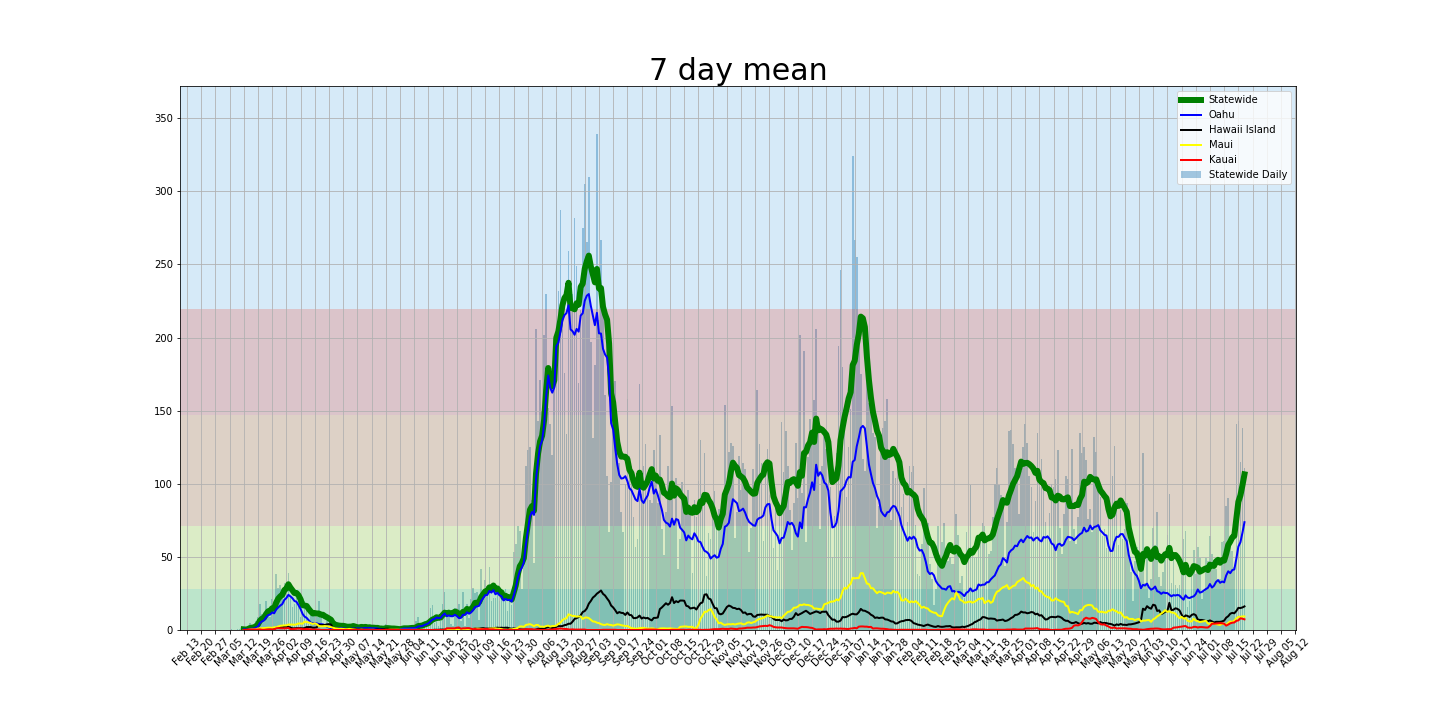 7 day mean
350
300
250
200
150
100
50
0
Statewide
Oahu
Hawaii Island
Maui
Kauai
Statewide Daily
Feb 13
Feb 20
Feb 27
Mar 05
Mar 12
Mar 19
Mar 26
Apr 02
Apr 09
Apr 16
Apr 23
Apr 30
May 07
May 14
May 21
May 28
Jun 04
Jun 11
Jun 18
Jun 25
Jul 02
Jul 09
Jul 16
Jul 23
Jul 30
Aug 06
Aug 13
Aug 20
Aug 27
Sep 03
Sep 10
Sep 17
Sep 24
Oct 01
Oct 08
Oct 15
Oct 22
Oct 29
Nov 05
Nov 12
Nov 19
Nov 26
Dec 03
Dec 10
Dec 17
Dec 24
Dec 31
Jan 07
Jan 14
Jan 21
Jan 28
Feb 04
Feb 11
Feb 18
Feb 25
Mar 04
Mar 11
Mar 18
Mar 25
Apr 01
Apr 08
Apr 15
Apr 22
Apr 29
May 06
May 13
May 20
May 27
Jun 03
Jun 10
Jun 17
Jun 24
Jul 01
Jul 08
Jul 15
Jul 22
Jul 29
Aug 05
Aug 12